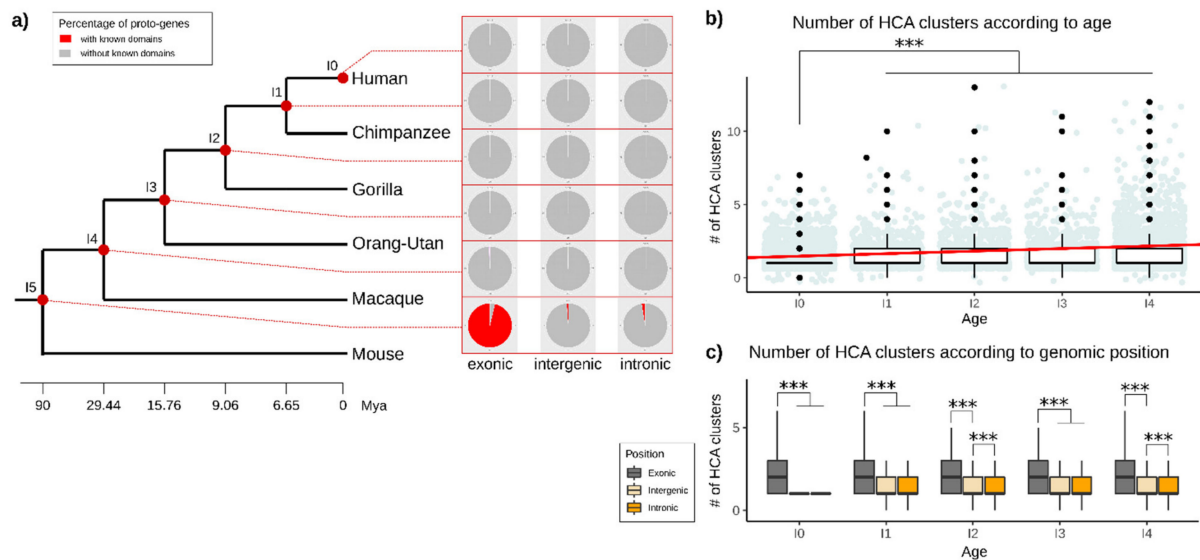 a)
Percentage of proto-genes
with known domains
without known domains
I0
Human
I1
Chimpanzee
I2
Gorilla
I3
Orang-Utan
I4
Macaque
I5
Mouse
exonic intergenic intronic
90 29.44 15.76 9.06 6.65 0 Mya
b)
Number of HCA clusters according to age
***
# of HCA clusters
10
5
0
I0 I1 I2 I3 I4
Age
c) Number of HCA clusters according to genomic position
*** *** *** *** *** *** ***
# of HCA clusters
5
0
I0 I1 I2 I3 I4
Age
Position
Exonic
Intergenic
Intronic